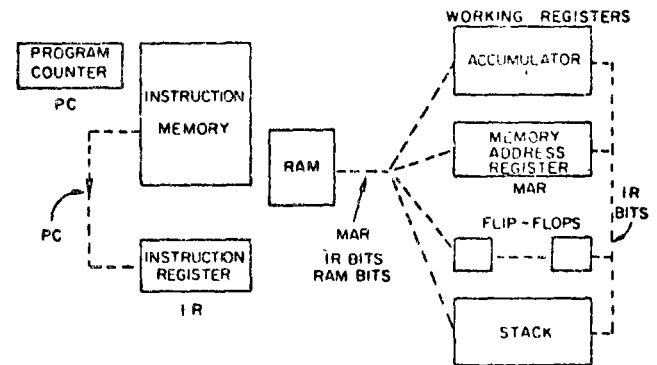 PROGRAM
COUNTER
PC
INSTRUCTION
MEMORY
PC
INSTRUCTION
REGISTER
IR
RAM
MAR
IR BITS
RAM BITS
WORKING REGISTERS
ACCUMULATOR
MEMORY
ADDRESS
REGISTER
MAR
FLIP-FLOPS
STACK
IR
BITS